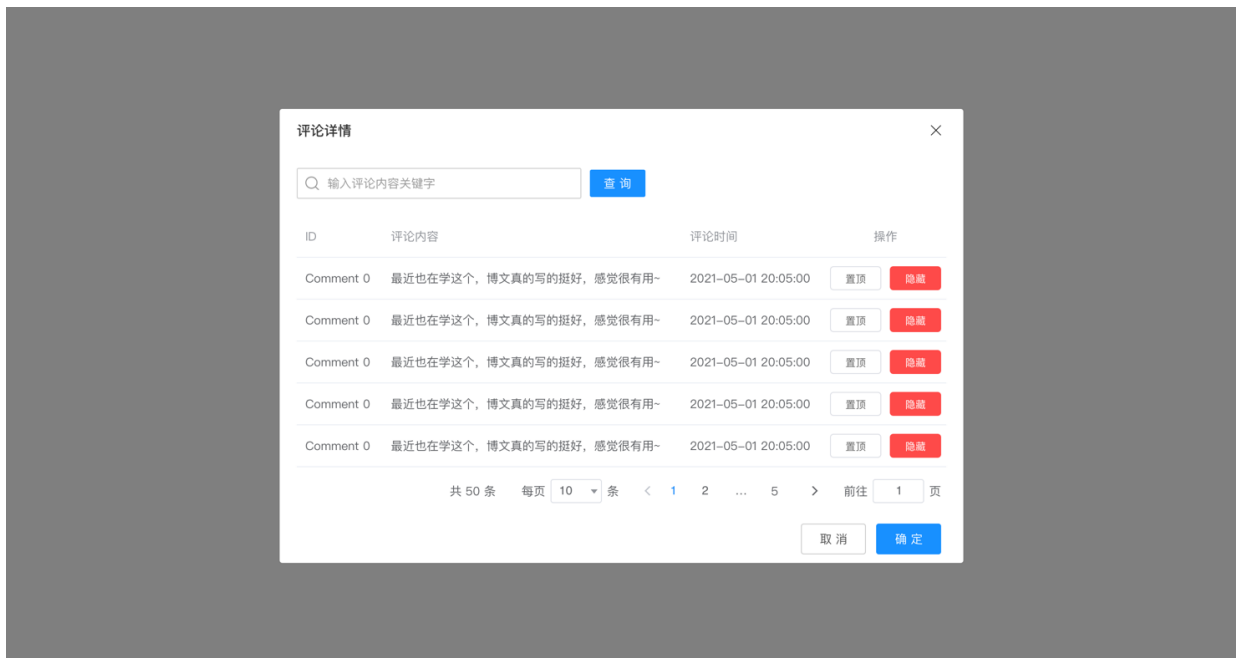 评论详情
输入评论内容关键字 查 询
ID 评论内容 评论时间 操作
Comment 0 最近也在学这个，博文真的写的挺好，感觉很有用~ 2021-05-01 20:05:00 置顶 隐藏
Comment 0 最近也在学这个，博文真的写的挺好，感觉很有用~ 2021-05-01 20:05:00 置顶 隐藏
Comment 0 最近也在学这个，博文真的写的挺好，感觉很有用~ 2021-05-01 20:05:00 置顶 隐藏
Comment 0 最近也在学这个，博文真的写的挺好，感觉很有用~ 2021-05-01 20:05:00 置顶 隐藏
Comment 0 最近也在学这个，博文真的写的挺好，感觉很有用~ 2021-05-01 20:05:00 置顶 隐藏
共 50 条 每页 10 条 < 1 2 ... 5 > 前往 1 页
取 消 确 定